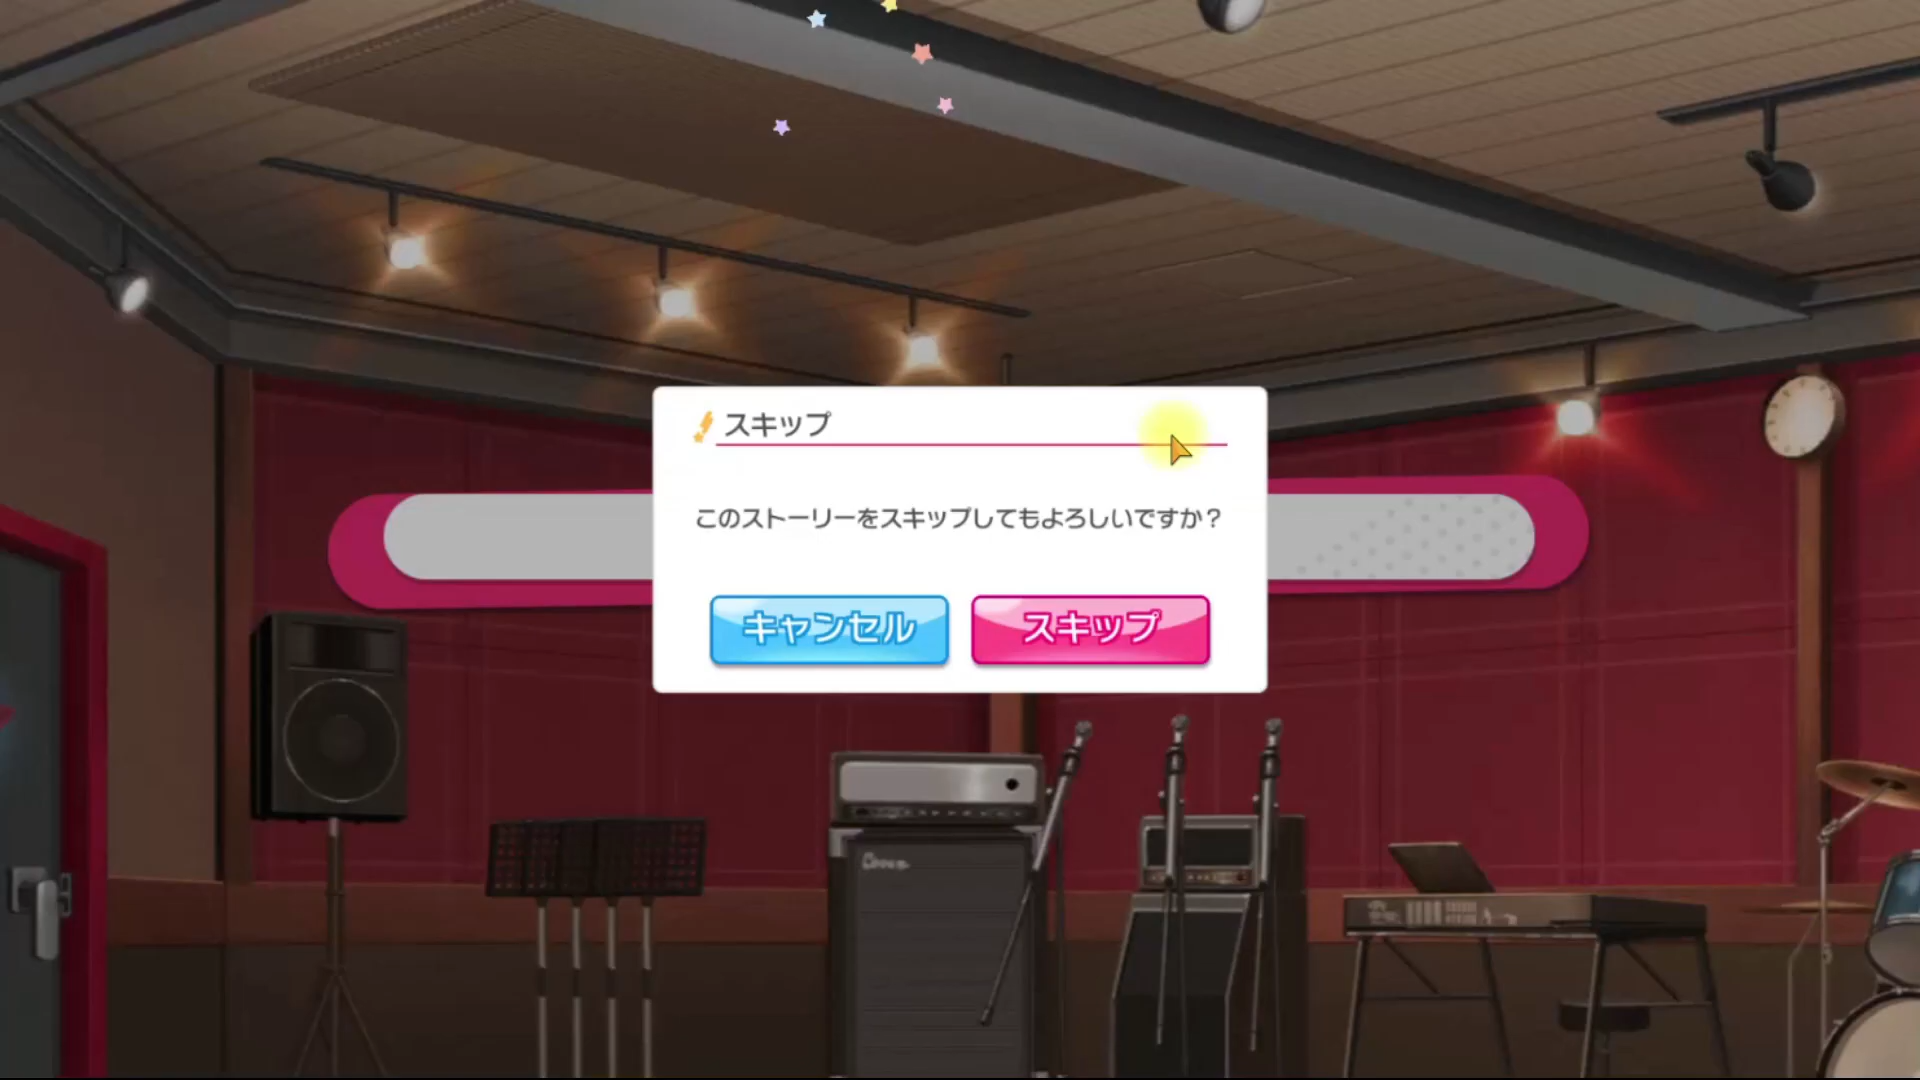 スキップ
このストーリーをスキップしてもよろしいですか？
キャンセル
スキップ